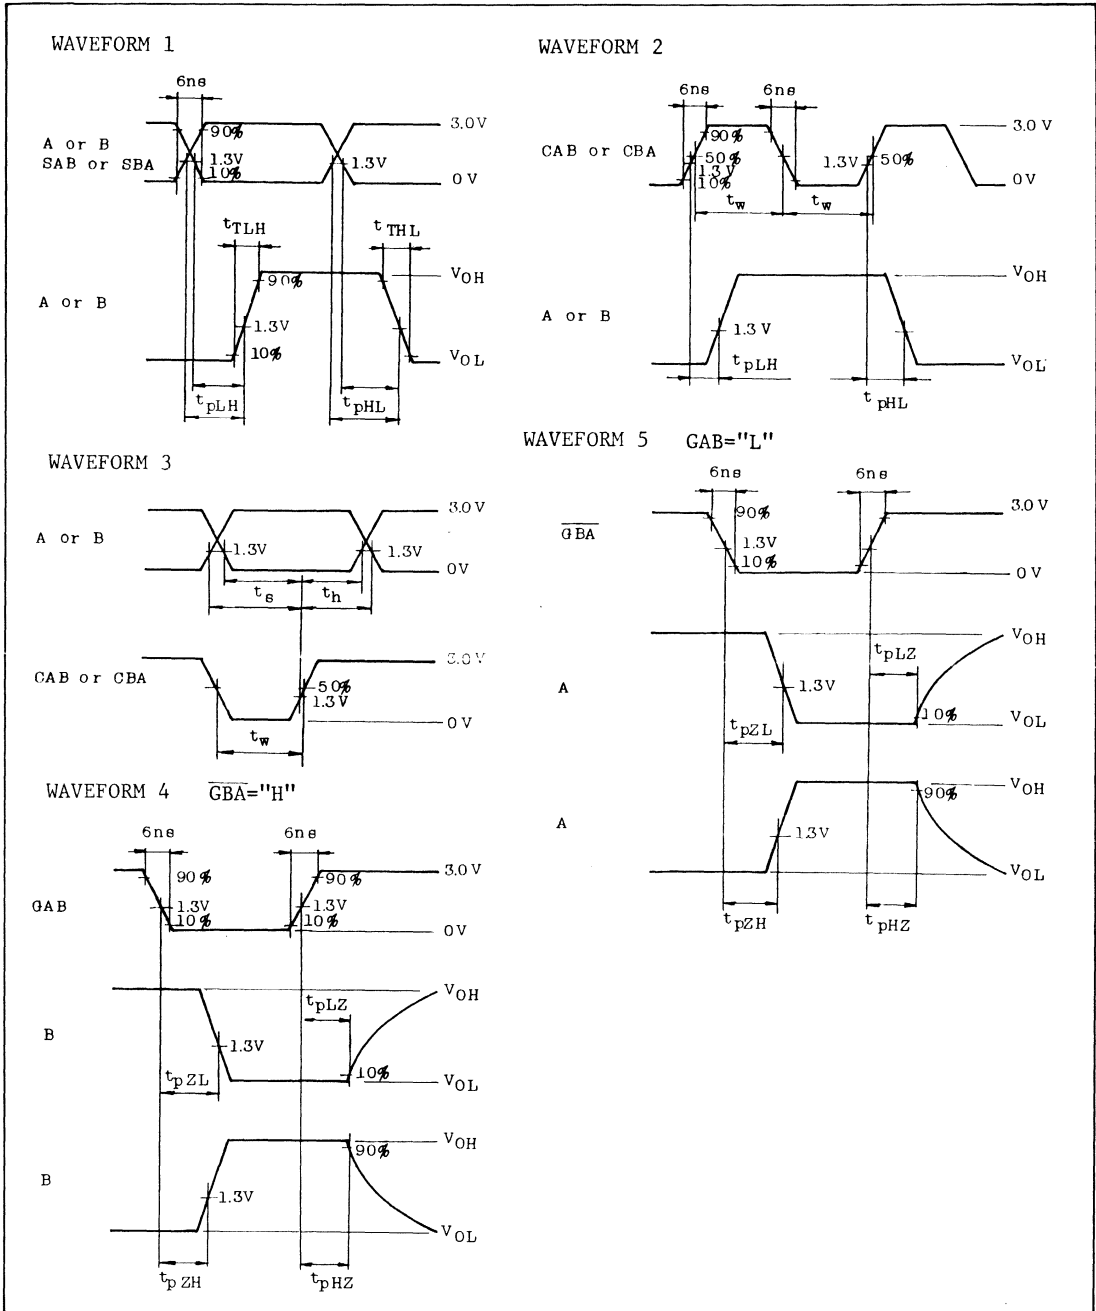 WAVEFORM 1
6ns
A or B
SAB or SBA
90%
1.3V
10%
1.3V
3.0V
0V
tTLH
tTHL
A or B
90%
1.3V
10%
VOH
VOL
tpLH
tpHL
WAVEFORM 2
6ns
6ns
CAB or CBA
90%
50%
1.3V
10%
1.3V
50%
3.0V
0V
tw
tw
A or B
1.3V
VOH
VOL
tpLH
tpHL
WAVEFORM 3
A or B
1.3V
1.3V
3.0V
0V
ts
th
CAB or CBA
50%
1.3V
3.0V
0V
tw
WAVEFORM 4 G̅B̅A̅="H"
6ns
6ns
GAB
90%
1.3V
10%
90%
1.3V
10%
3.0V
0V
B
1.3V
tpZL
tpLZ
10%
VOH
VOL
B
1.3V
90%
VOH
VOL
tpZH
tpHZ
WAVEFORM 5 GAB="L"
6ns
6ns
G̅B̅A̅
90%
1.3V
10%
3.0V
0V
A
1.3V
tpZL
tpLZ
10%
VOH
VOL
A
1.3V
90%
VOH
VOL
tpZH
tpHZ